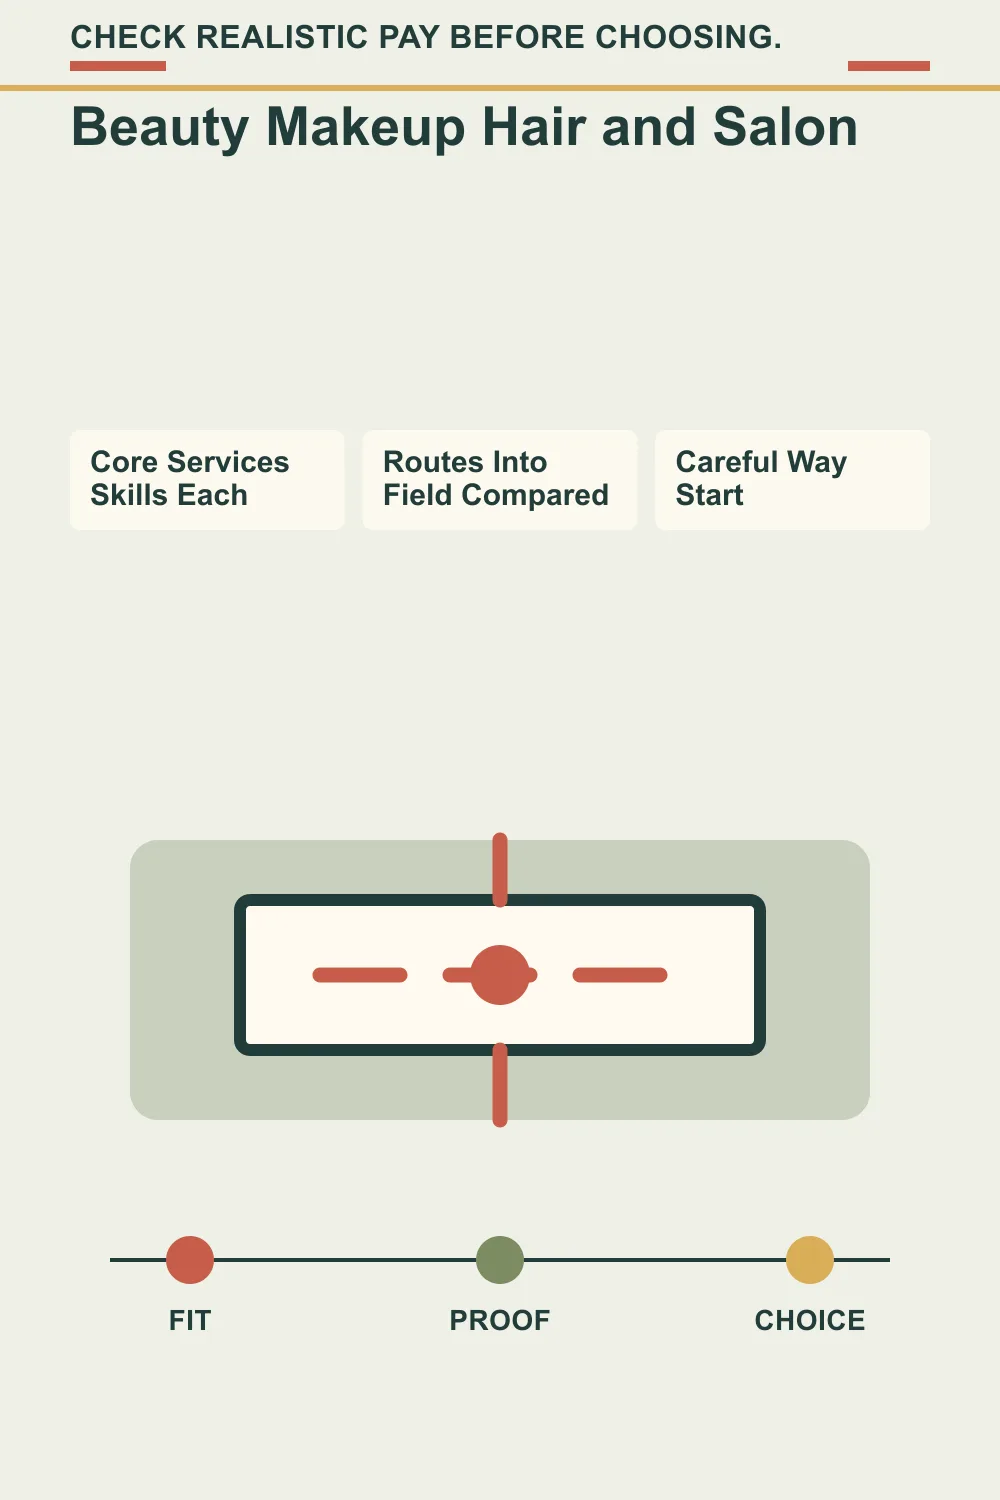 CHECK REALISTIC PAY BEFORE CHOOSING.
Beauty Makeup Hair and Salon
Core Services
Skills Each
Routes Into
Field Compared
Careful Way
Start
FIT
PROOF
CHOICE